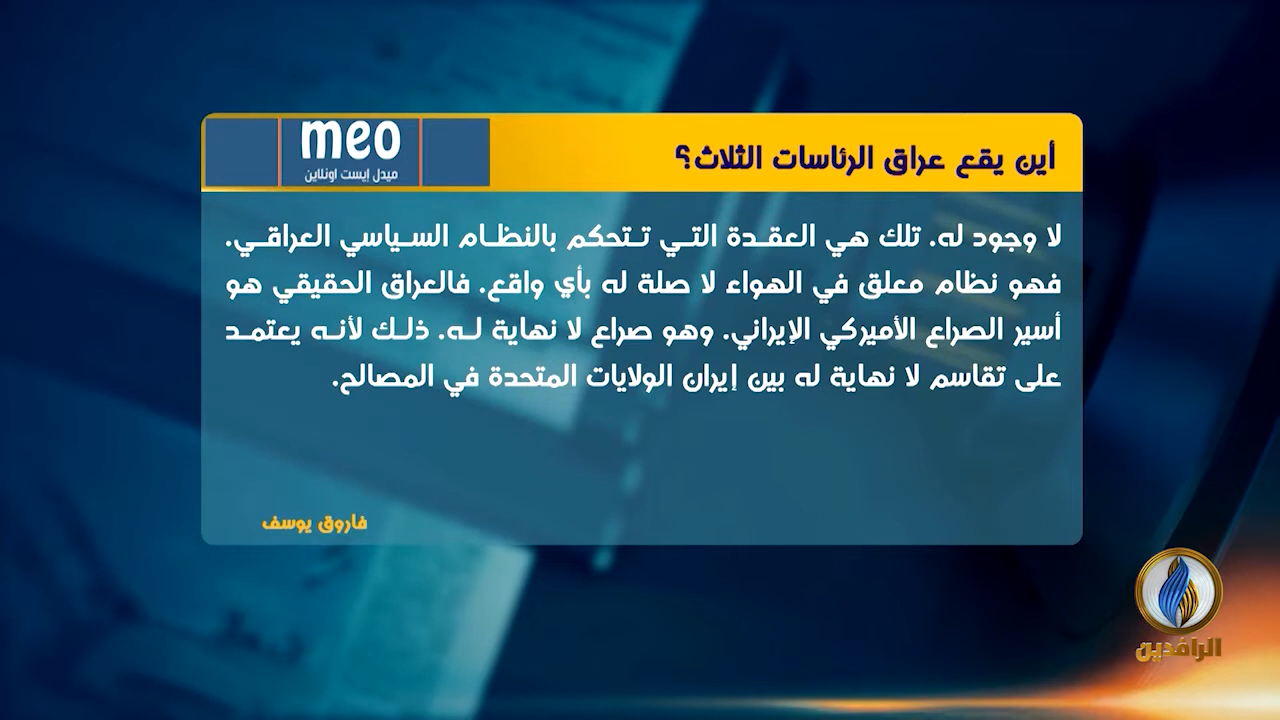 meo
ميدل إيست اونلاين
أين يقع عراق الرئاسات الثلاث؟
لا وجود له. تلك هي العقدة التي تتحكم بالنظام السياسي العراقي.
فهو نظام معلق في الهواء لا صلة له بأي واقع. فالعراق الحقيقي هو
أسير الصراع الأميركي الإيراني. وهو صراع لا نهاية له. ذلك لأنه يعتمد
على تقاسم لا نهاية له بين إيران الولايات المتحدة في المصالح.
فاروق يوسف
الرافدين